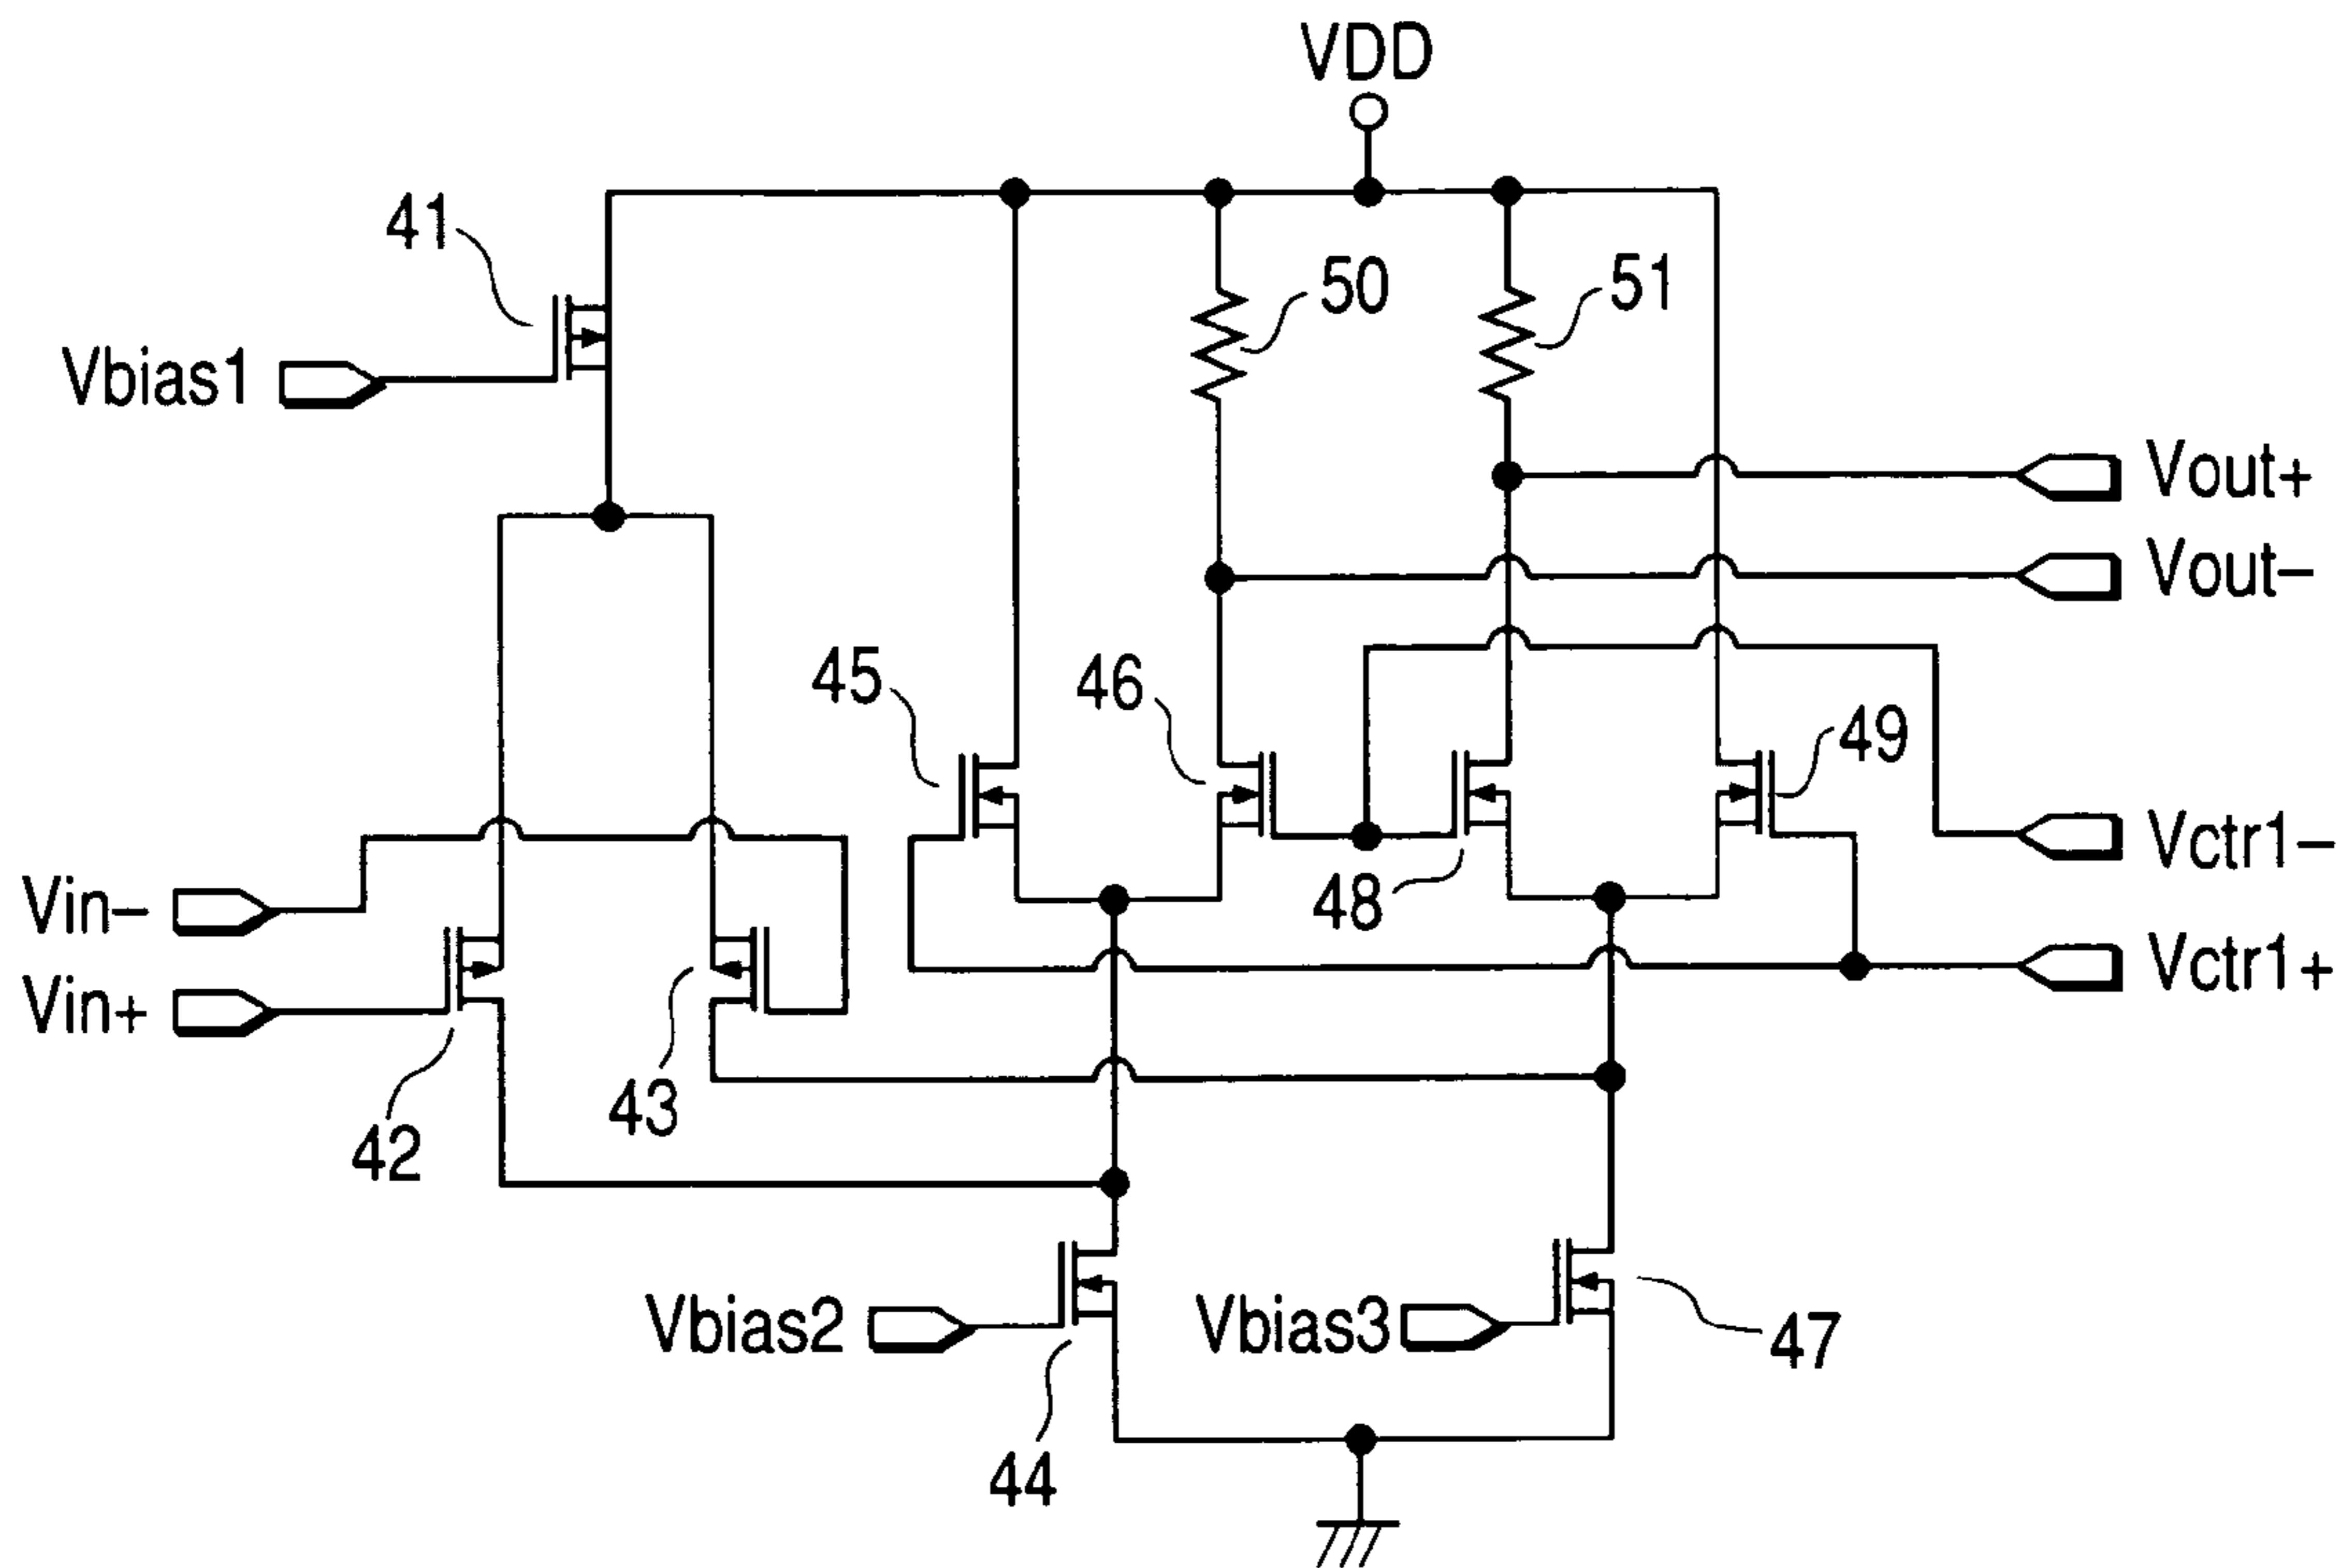 VDD
41
50
51
Vbias1
Vout+
Vout−
45
46
49
48
Vctr1−
Vin−
Vin+
Vctr1+
43
42
Vbias2
Vbias3
47
44